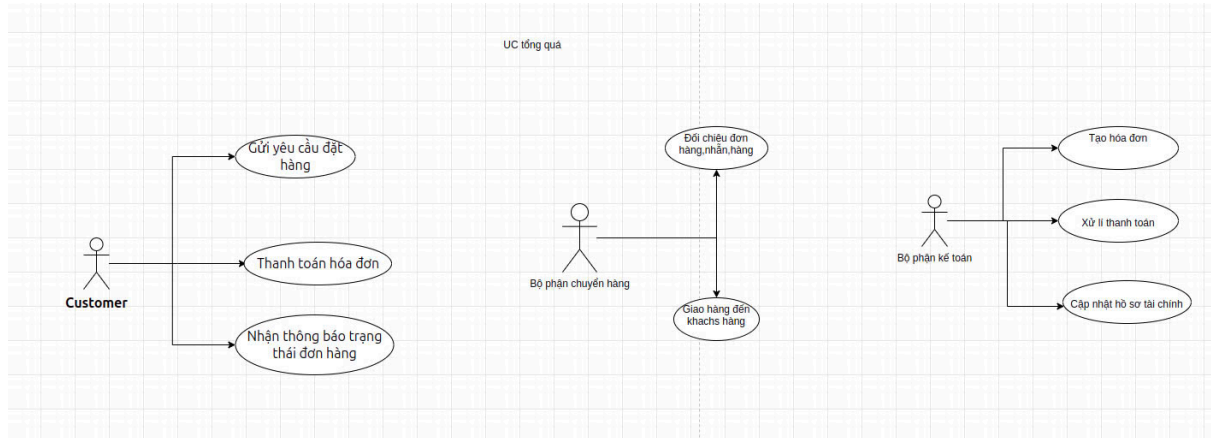 UC tổng quá
Gửi yêu cầu đặt
hàng
Thanh toán hóa đơn
Nhận thông báo trạng
thái đơn hàng
Customer
Đối chiệu đơn
hàng,nhẵn,hàng
Bộ phận chuyển hàng
Giao hàng đến
khachs hàng
Tạo hóa đơn
Xử lí thanh toán
Bộ phận kế toán
Cập nhật hồ sơ tài chính